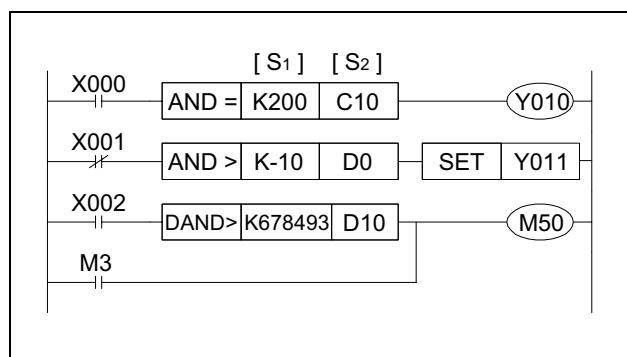 [ S1 ] [ S2 ]
X000
AND = K200 C10 Y010
X001
AND > K-10 D0 SET Y011
X002
DAND> K678493 D10 M50
M3